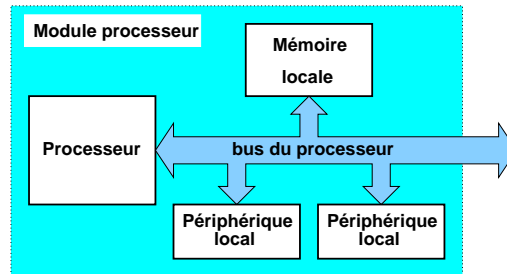 Module processeur
Mémoire
locale
Processeur
bus du processeur
Périphérique
local
Périphérique
local